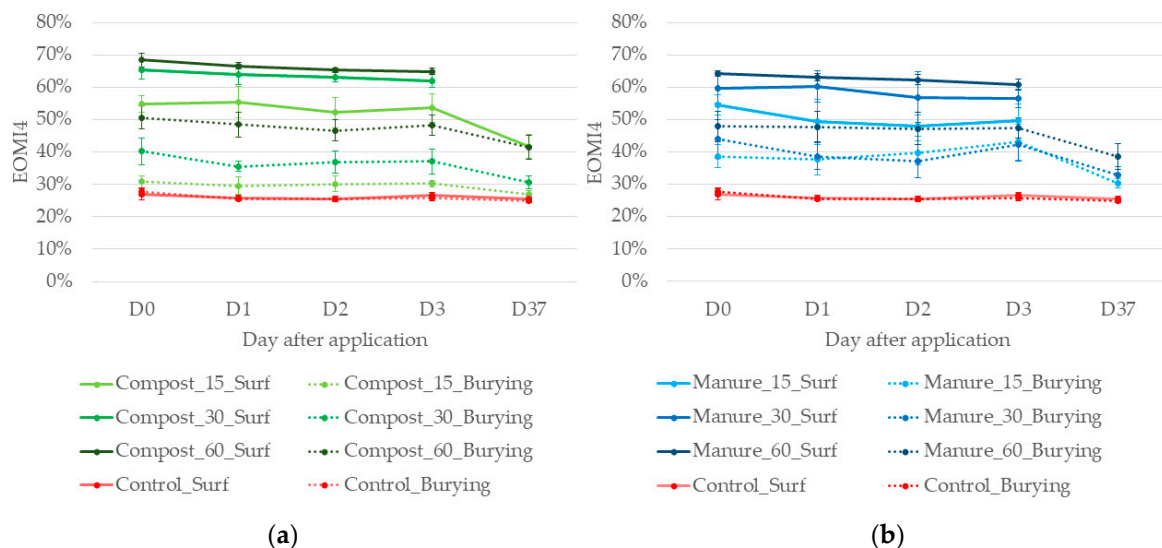 80%
70%
60%
50%
40%
30%
20%
10%
0%
EOMI4
D0 D1 D2 D3 D37
Day after application
Compost_15_Surf Compost_15_Burying
Compost_30_Surf Compost_30_Burying
Compost_60_Surf Compost_60_Burying
Control_Surf Control_Burying
(a)
80%
70%
60%
50%
40%
30%
20%
10%
0%
EOMI4
D0 D1 D2 D3 D37
Day after application
Manure_15_Surf Manure_15_Burying
Manure_30_Surf Manure_30_Burying
Manure_60_Surf Manure_60_Burying
Control_Surf Control_Burying
(b)